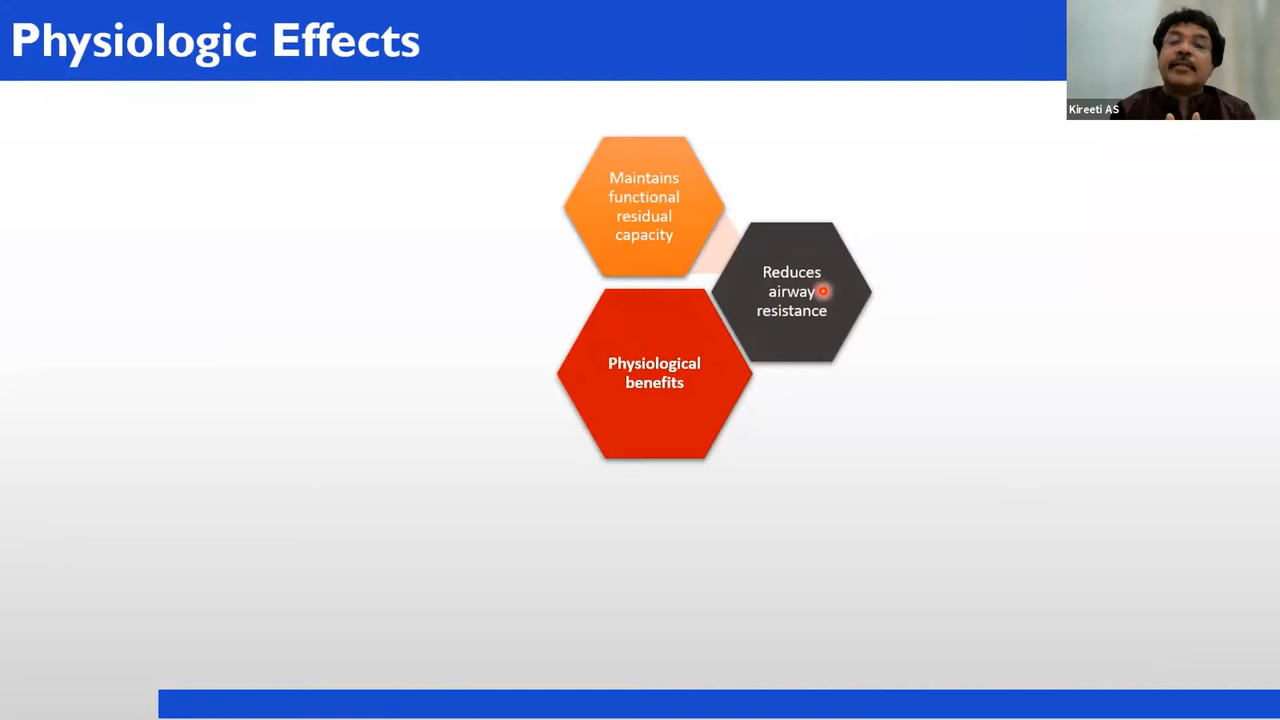 Physiologic Effects
Kireeti AS
Maintains
functional
residual
capacity
Reduces
airway
resistance
Physiological
benefits